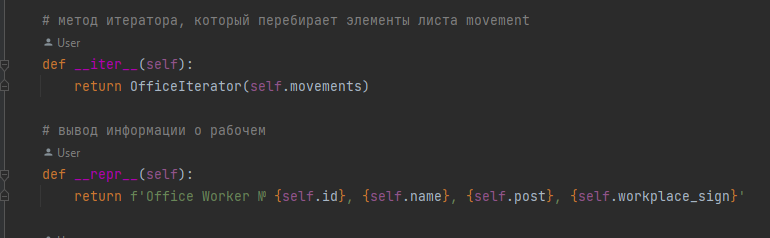 # метод итератора, который перебирает элементы листа movement
User
def __iter__(self):
return OfficeIterator(self.movements)
# вывод информации о рабочем
User
def __repr__(self):
return f'Office Worker № {self.id}, {self.name}, {self.post}, {self.workplace_sign}'